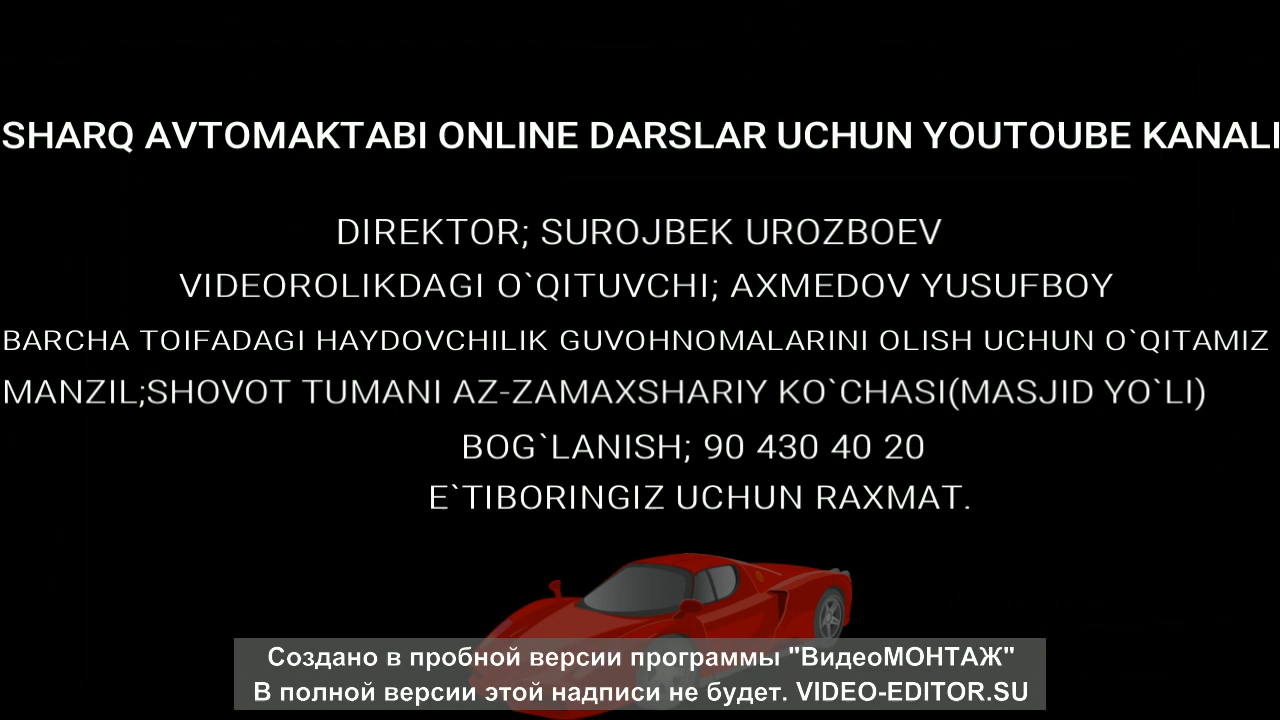 SHARQ AVTOMAKTABI ONLINE DARSLAR UCHUN YOUTOUBE KANALI
DIREKTOR; SUROJBEK UROZBOEV
VIDEOROLIKDAGI O`QITUVCHI; AXMEDOV YUSUFBOY
BARCHA TOIFADAGI HAYDOVCHILIK GUVOHNOMALARINI OLISH UCHUN O`QITAMIZ
MANZIL;SHOVOT TUMANI AZ-ZAMAXSHARIY KO`CHASI(MASJID YO`LI)
BOG`LANISH; 90 430 40 20
E`TIBORINGIZ UCHUN RAXMAT.
Создано в пробной версии программы "ВидеоМОНТАЖ"
В полной версии этой надписи не будет. VIDEO-EDITOR.SU